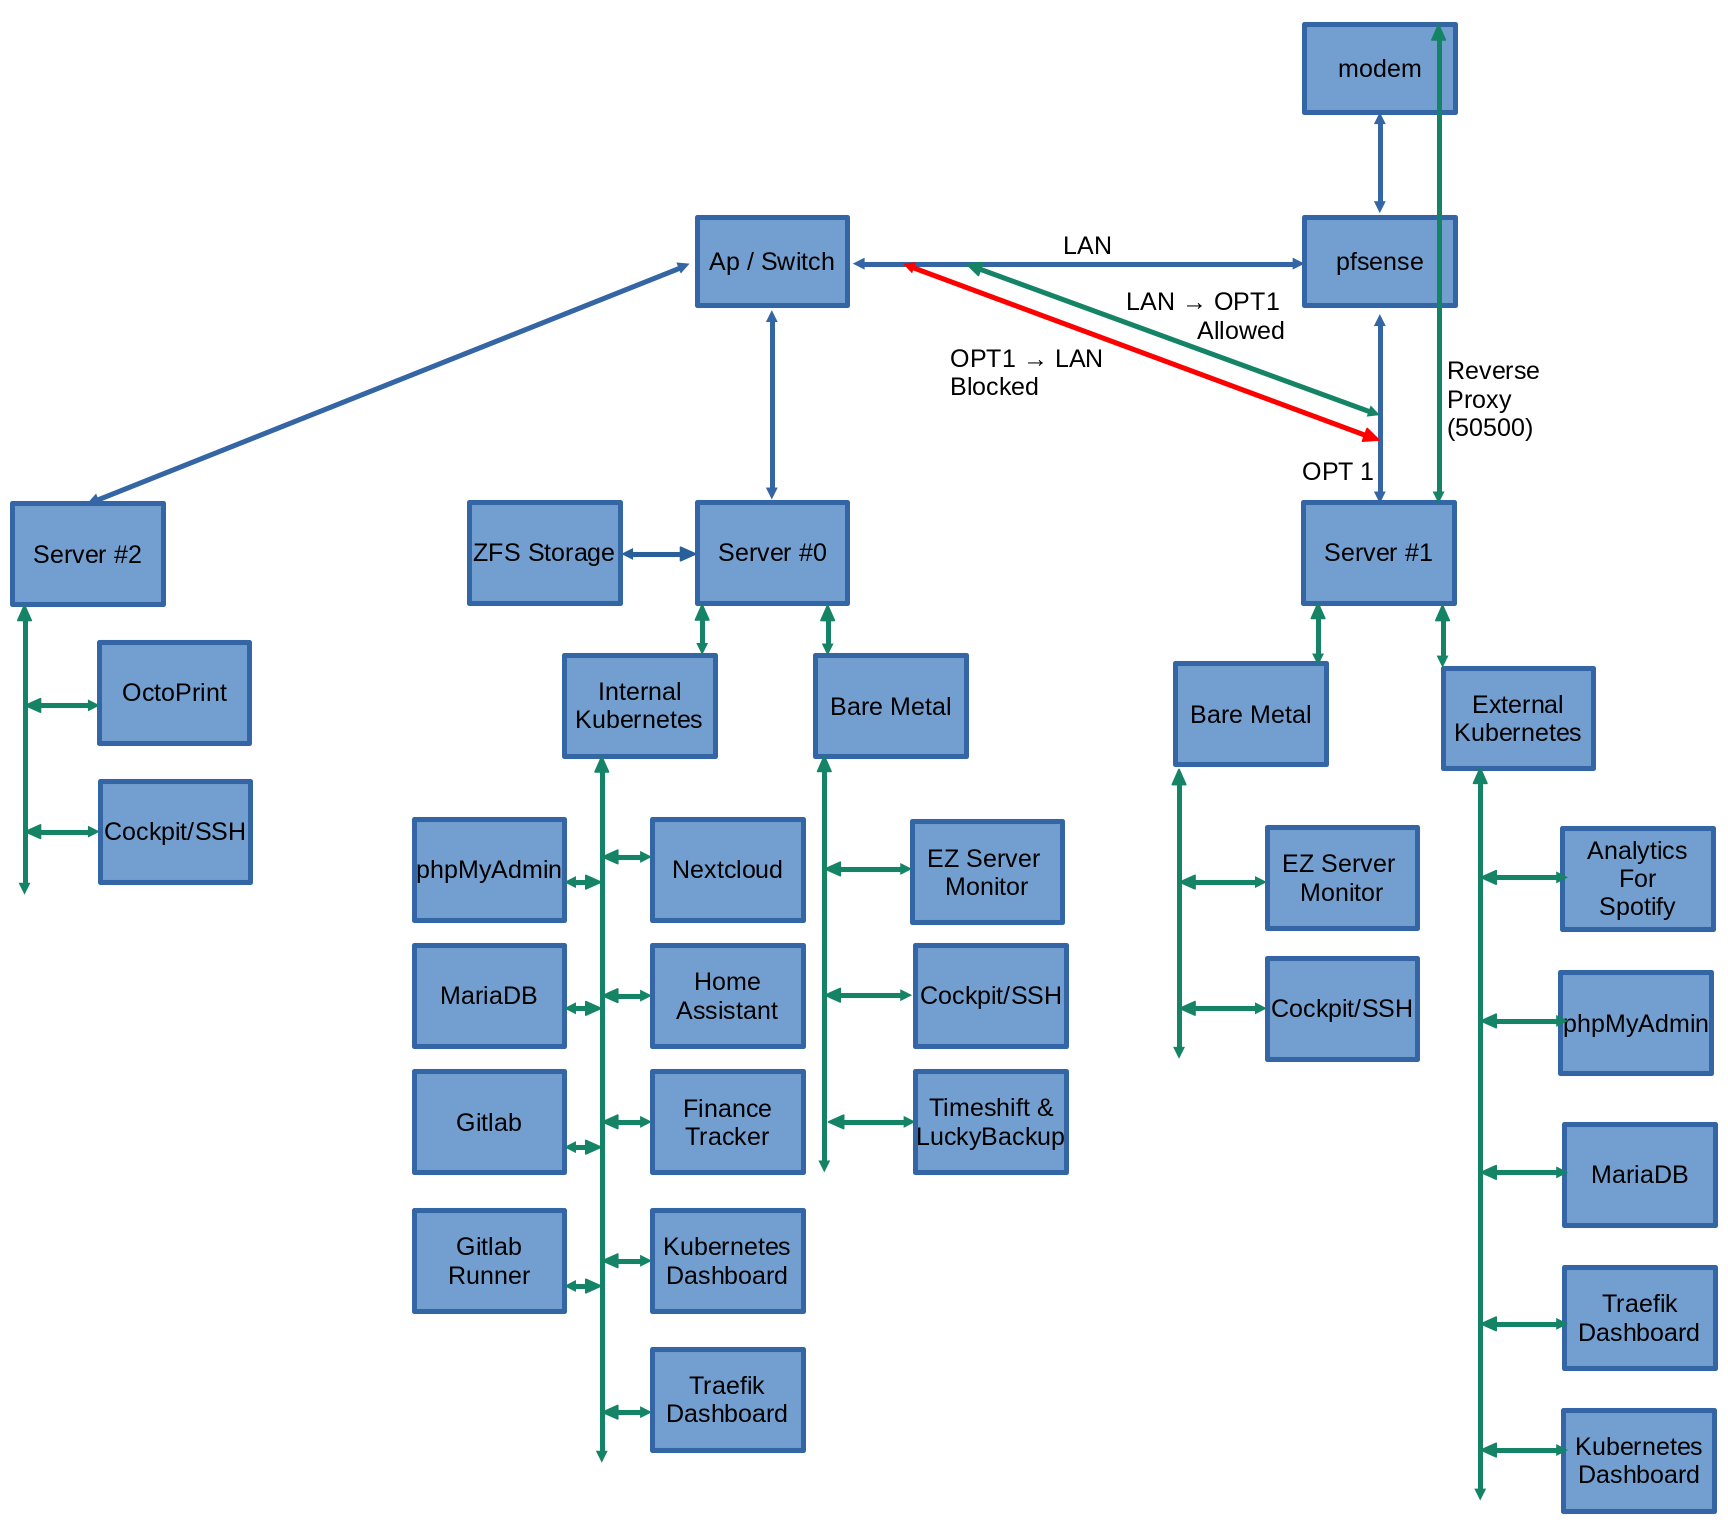 modem
Ap / Switch
LAN
pfsense
LAN → OPT1
Allowed
OPT1 → LAN
Blocked
Reverse
Proxy
(50500)
OPT 1
Server #2
ZFS Storage
Server #0
Server #1
OctoPrint
Cockpit/SSH
Internal
Kubernetes
Bare Metal
Bare Metal
External
Kubernetes
phpMyAdmin
Nextcloud
MariaDB
Home
Assistant
Gitlab
Finance
Tracker
Gitlab
Runner
Kubernetes
Dashboard
Traefik
Dashboard
EZ Server
Monitor
Cockpit/SSH
Timeshift &
LuckyBackup
EZ Server
Monitor
Cockpit/SSH
Analytics
For
Spotify
phpMyAdmin
MariaDB
Traefik
Dashboard
Kubernetes
Dashboard